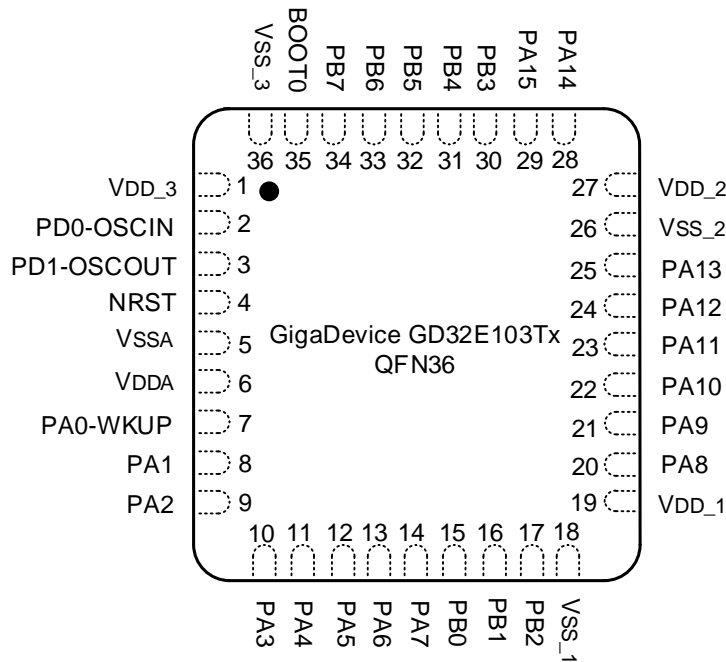 VSS_3 BOOT0 PB7 PB6 PB5 PB4 PB3 PA15 PA14
36 35 34 33 32 31 30 29 28
VDD_3 1 27 VDD_2
PD0-OSCIN 2 26 VSS_2
PD1-OSCOUT 3 25 PA13
NRST 4 24 PA12
VSSA 5 GigaDevice GD32E103Tx 23 PA11
QFN36
VDDA 6 22 PA10
PA0-WKUP 7 21 PA9
PA1 8 20 PA8
PA2 9 19 VDD_1
10 11 12 13 14 15 16 17 18
PA3 PA4 PA5 PA6 PA7 PB0 PB1 PB2 VSS_1